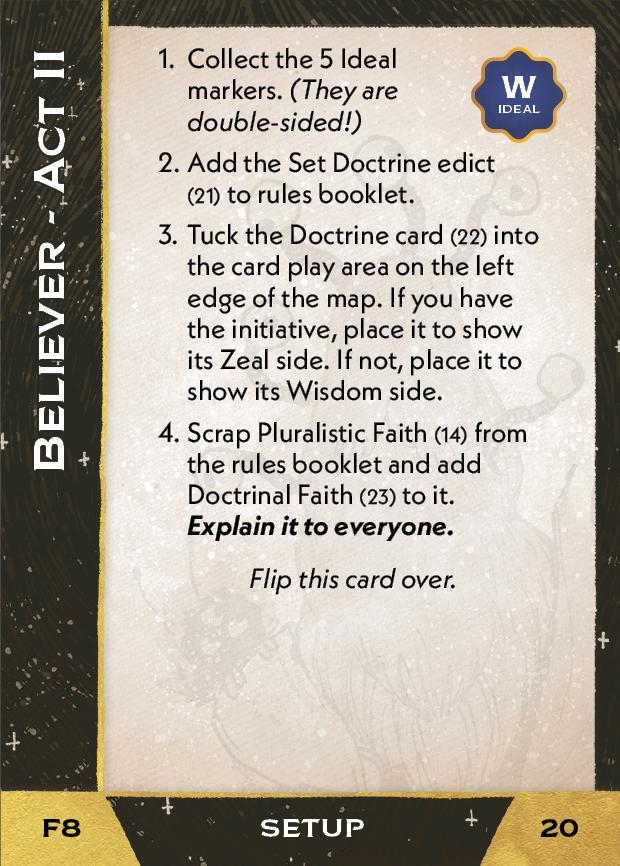 BELIEVER - ACT II
1. Collect the 5 Ideal
markers. (They are
double-sided!)
W
IDEAL
2. Add the Set Doctrine edict
(21) to rules booklet.
3. Tuck the Doctrine card (22) into
the card play area on the left
edge of the map. If you have
the initiative, place it to show
its Zeal side. If not, place it to
show its Wisdom side.
4. Scrap Pluralistic Faith (14) from
the rules booklet and add
Doctrinal Faith (23) to it.
Explain it to everyone.
Flip this card over.
F8
SETUP
20